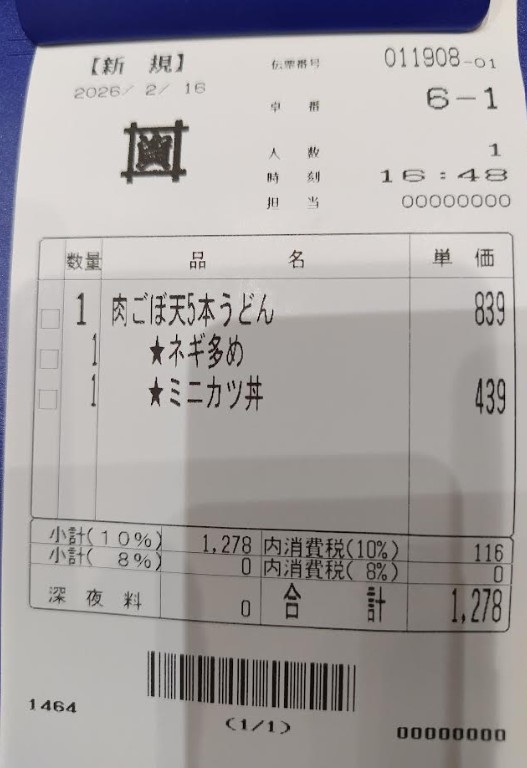 【新 規】 伝票番号 011908-01
2026/ 2/ 16
卓 番 6-1
人 数 1
時 刻 16:48
担 当 00000000
数量 品 名 単 価
1 肉ごぼ天5本うどん 839
1 ★ネギ多め
1 ★ミニカツ丼 439
小計(10%) 1,278 内消費税(10%) 116
小計( 8%) 0 内消費税( 8%) 0
深 夜 料 0 合 計 1,278
1464
(1/1)
00000000